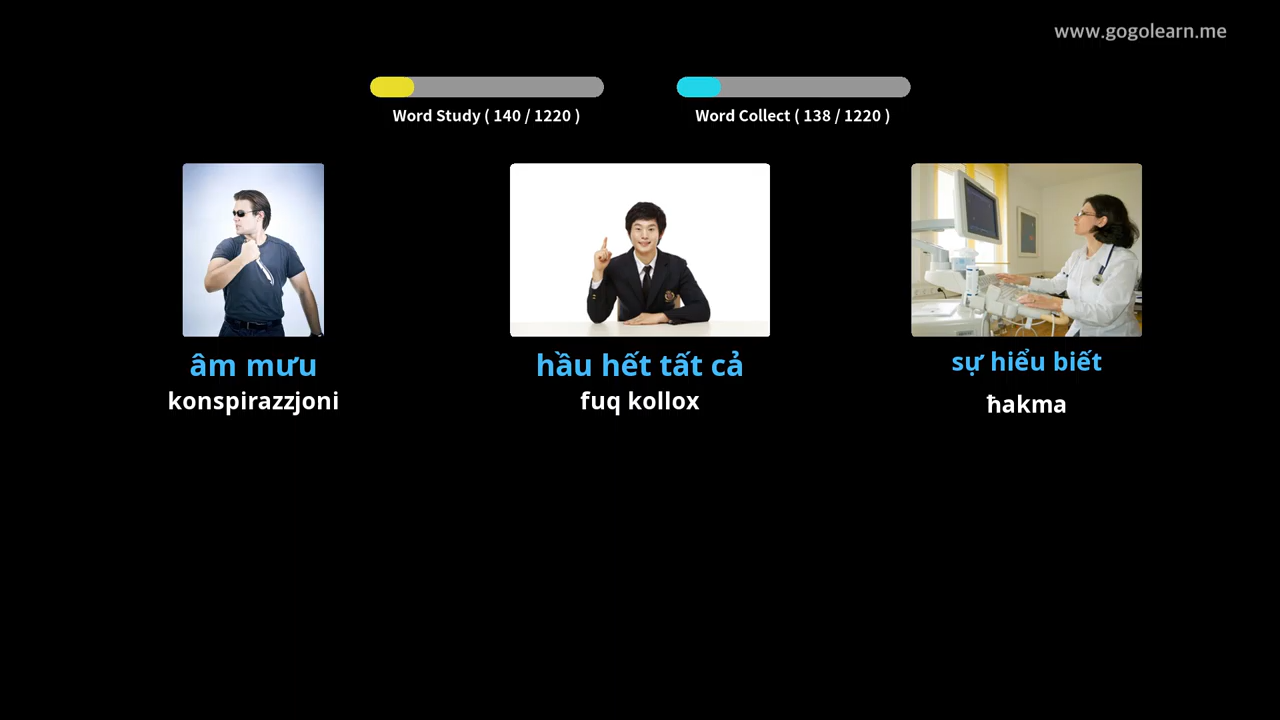 www.gogolearn.me
Word Study ( 140 / 1220 )
Word Collect ( 138 / 1220 )
âm mưu
konspirazzjoni
hầu hết tất cả
fuq kollox
sự hiểu biết
ħakma